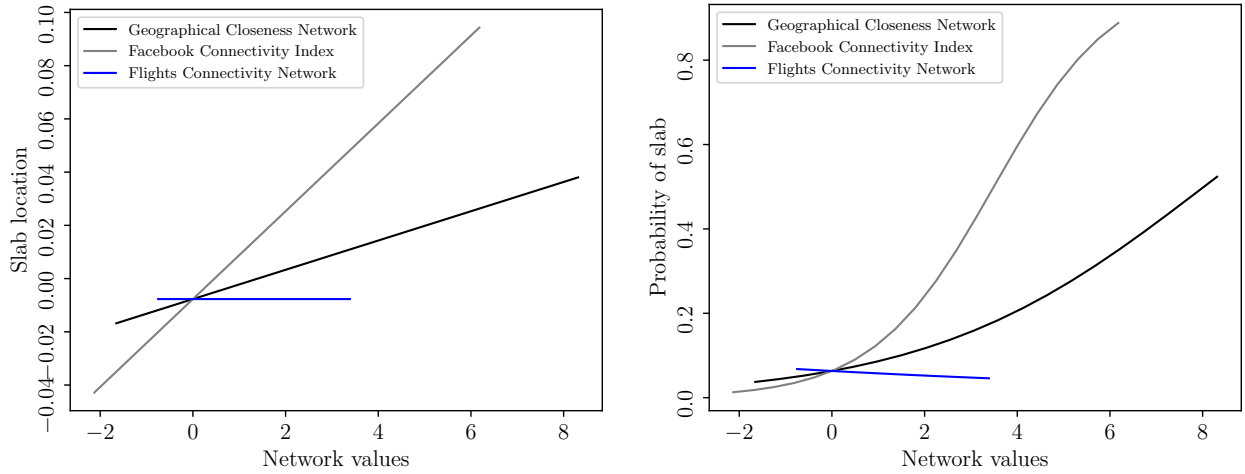 Geographical Closeness Network
Facebook Connectivity Index
Flights Connectivity Network
Slab location
0.10
0.08
0.06
0.04
0.02
0.00
−0.02
−0.04
−2 0 2 4 6 8
Network values
Geographical Closeness Network
Facebook Connectivity Index
Flights Connectivity Network
Probability of slab
0.8
0.6
0.4
0.2
0.0
−2 0 2 4 6 8
Network values